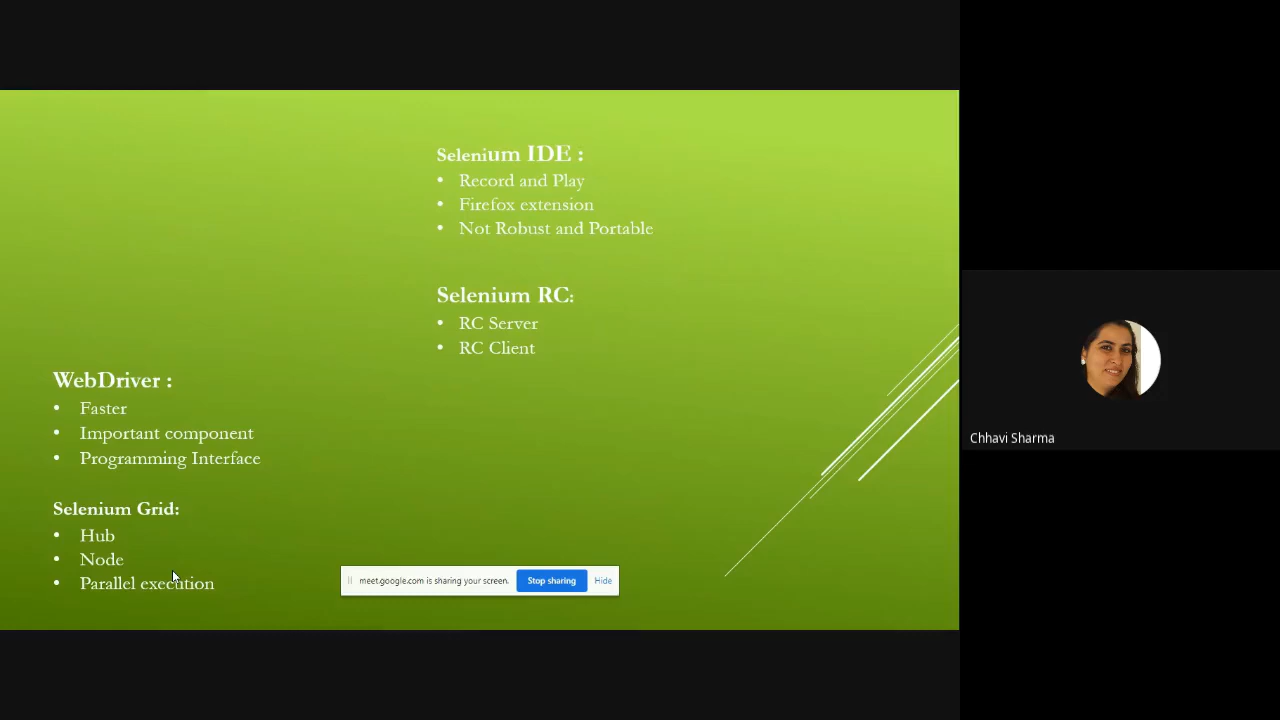 Selenium IDE :
• Record and Play
• Firefox extension
• Not Robust and Portable
Selenium RC:
• RC Server
• RC Client
WebDriver :
• Faster
• Important component
• Programming Interface
Selenium Grid:
• Hub
• Node
• Parallel execution
meet.google.com is sharing your screen. Stop sharing Hide
Chhavi Sharma